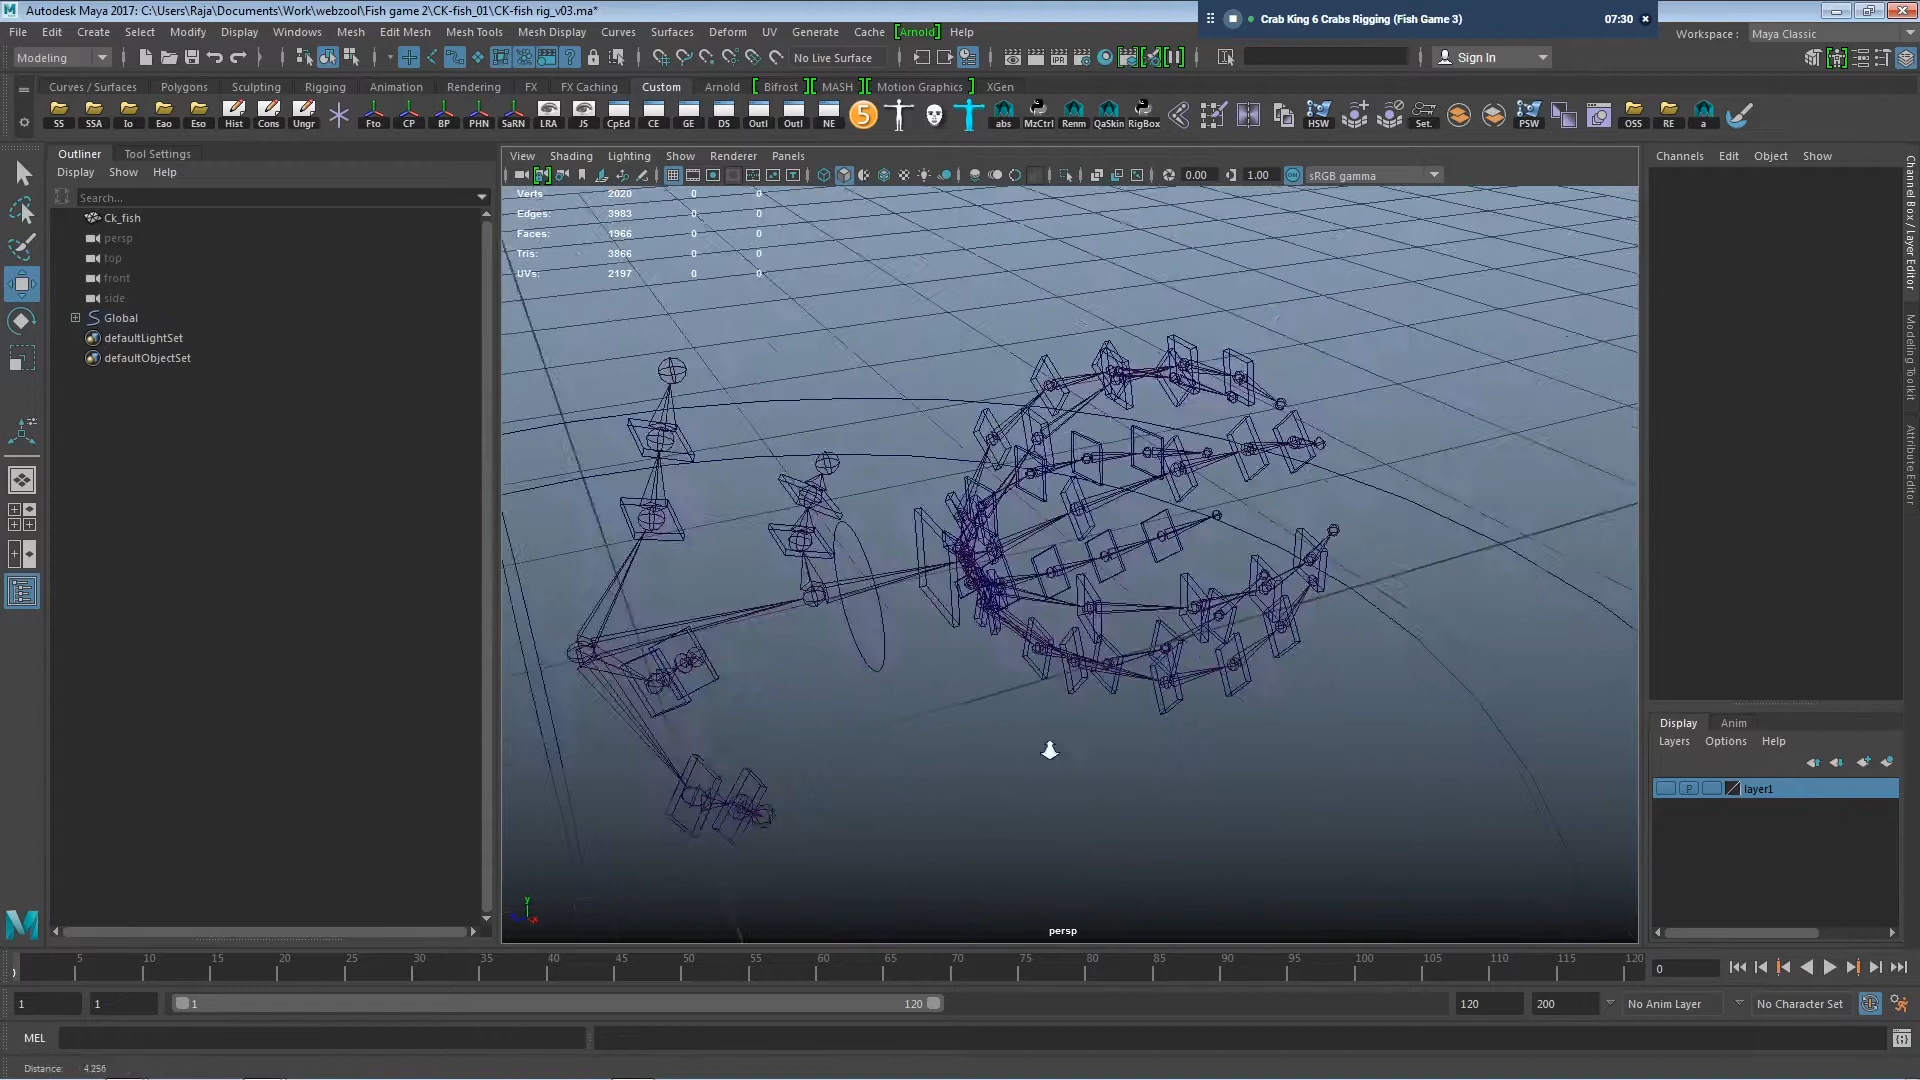 Autodesk Maya 2017: C:\Users\Raja\Documents\Work\webzool\Fish game 2\CK-fish_01\CK-fish rig_v03.ma*
Crab King 6 Crabs Rigging (Fish Game 3) 07:30
File Edit Create Select Modify Display Windows Mesh Edit Mesh Mesh Tools Mesh Display Curves Surfaces Deform UV Generate Cache [Arnold] Help
Workspace : Maya Classic
Modeling No Live Surface Sign In
Curves / Surfaces Polygons Sculpting Rigging Animation Rendering FX FX Caching Custom Arnold Bifrost MASH Motion Graphics XGen
SS SSA Io Eao Eso Hist Cons Ungr Fto CP BP PHN SaRN LRA JS CpEd CE GE DS Outl Outl NE abs MzCtrl Renm QaSkin RigBox HSW Set. PSW OSS RE a
Outliner Tool Settings
Display Show Help
Search...
Ck_fish
persp
top
front
side
Global
defaultLightSet
defaultObjectSet
View Shading Lighting Show Renderer Panels
0.00 1.00 sRGB gamma
Verts 2020 0 0
Edges: 3983 0 0
Faces: 1966 0 0
Tris: 3866 0 0
UVs: 2197 0 0
y
x
persp
Channels Edit Object Show
Channel Box / Layer Editor
Modeling Toolkit
Attribute Editor
Display Anim
Layers Options Help
P layer1
5 10 15 20 25 30 35 40 45 50 55 60 65 70 75 80 85 90 95 100 105 110 115 120
0
1 1 1 120 120 200 No Anim Layer No Character Set
MEL
Distance: 4.256